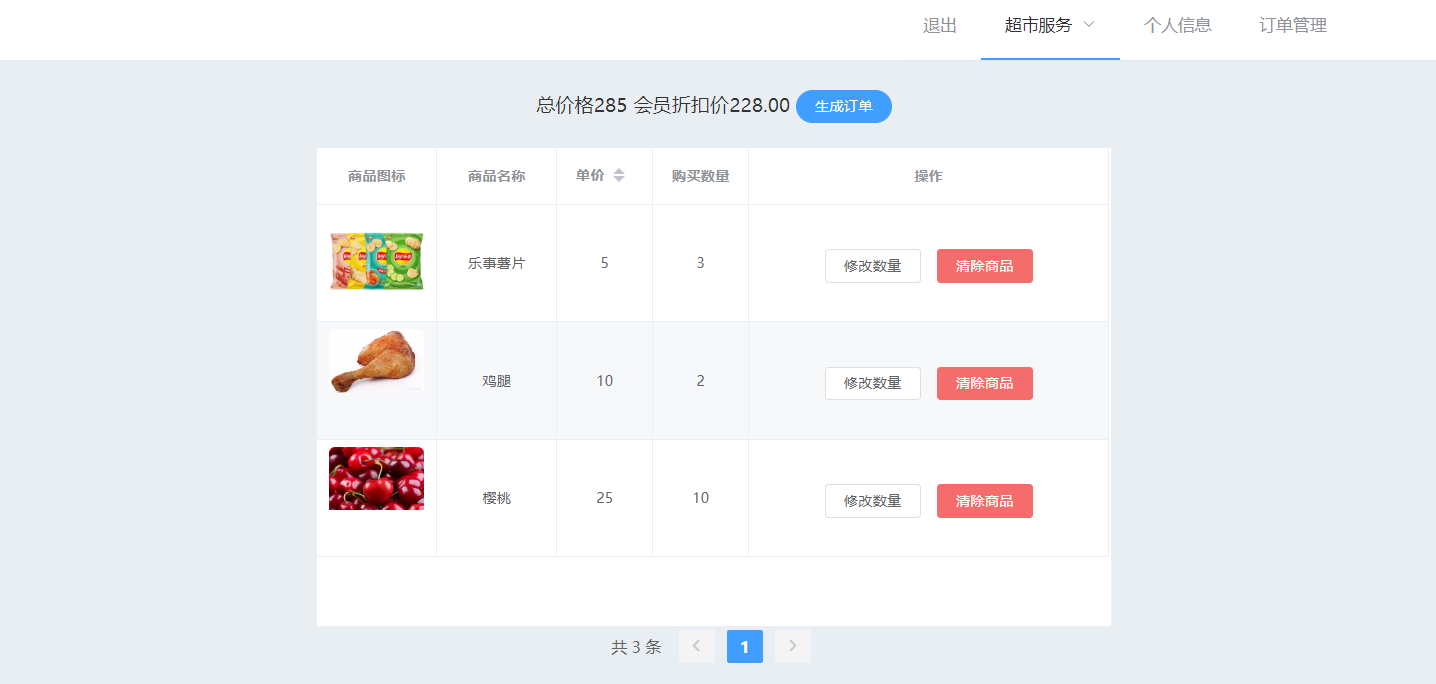 退出 超市服务 个人信息 订单管理
总价格285 会员折扣价228.00 生成订单
商品图标 商品名称 单价 购买数量 操作
乐事薯片 5 3 修改数量 清除商品
鸡腿 10 2 修改数量 清除商品
樱桃 25 10 修改数量 清除商品
共 3 条 1